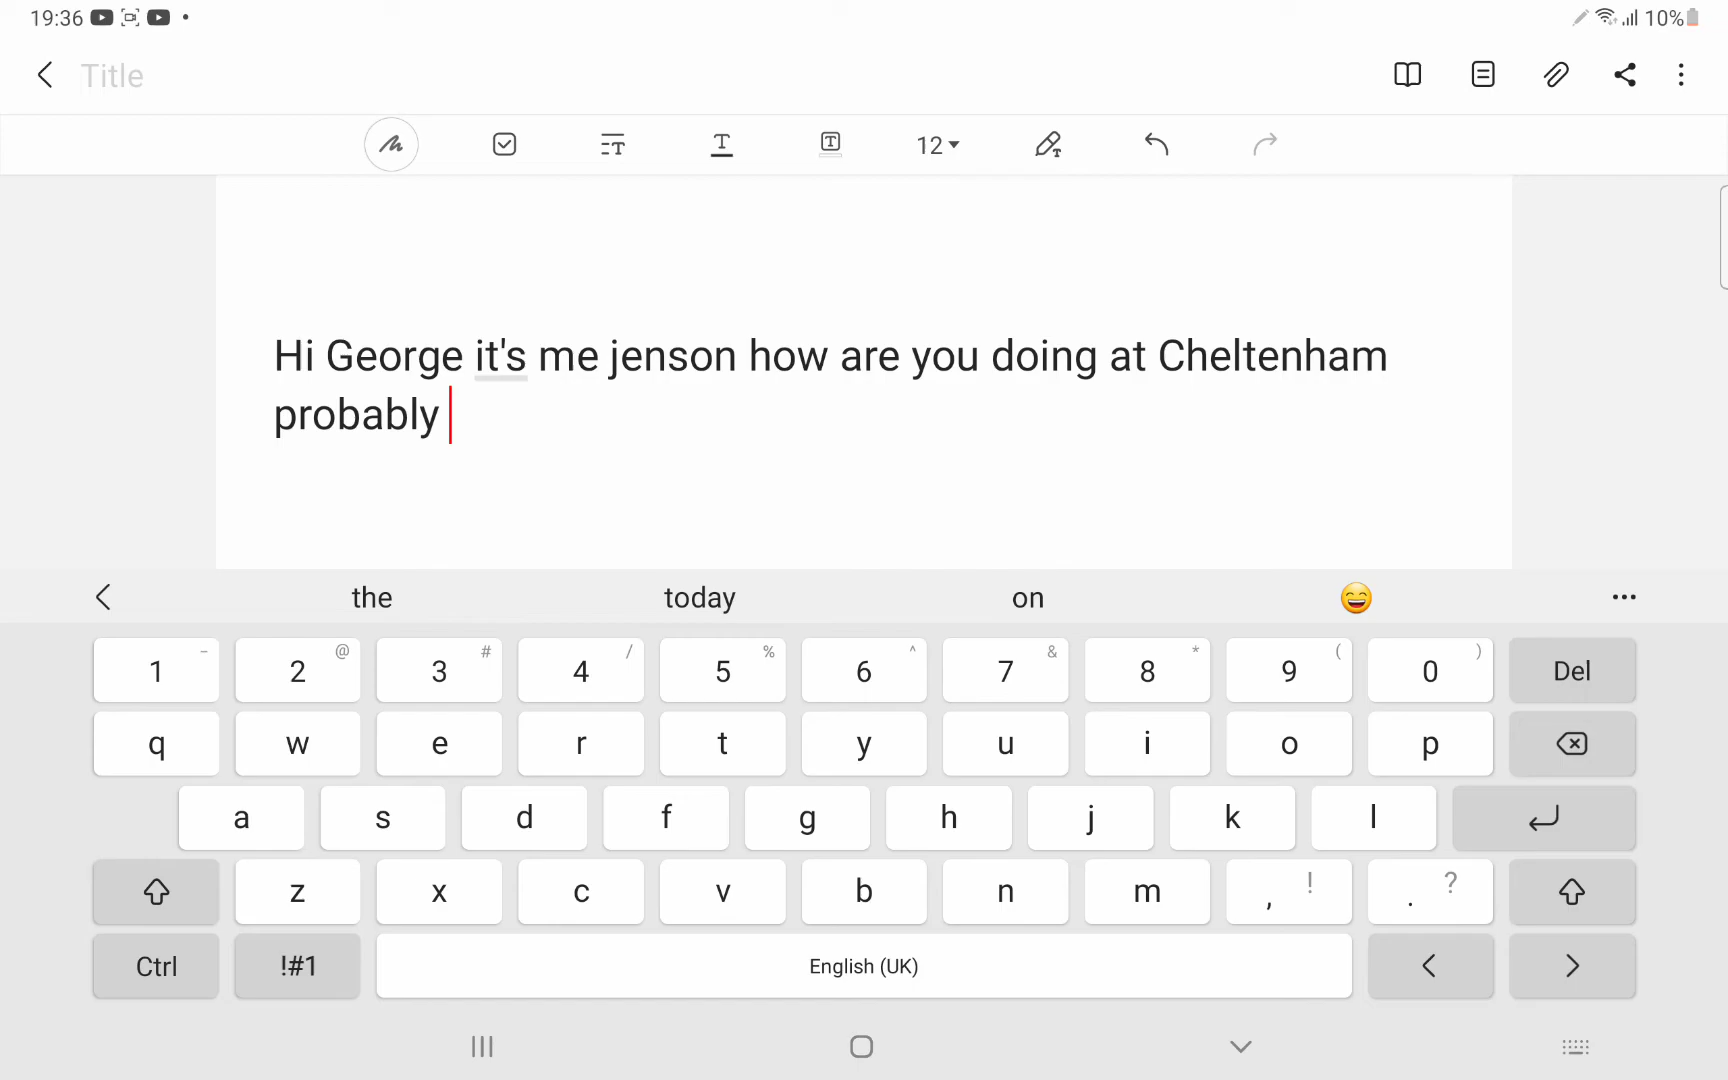 19:36 10%
Title
12
Hi George it's me jenson how are you doing at Cheltenham
probably
the today on
1 - 2 @ 3 # 4 / 5 % 6 ^ 7 & 8 * 9 ( 0 ) Del
q w e r t y u i o p
a s d f g h j k l
z x c v b n m , ! . ?
Ctrl !#1 English (UK) < >